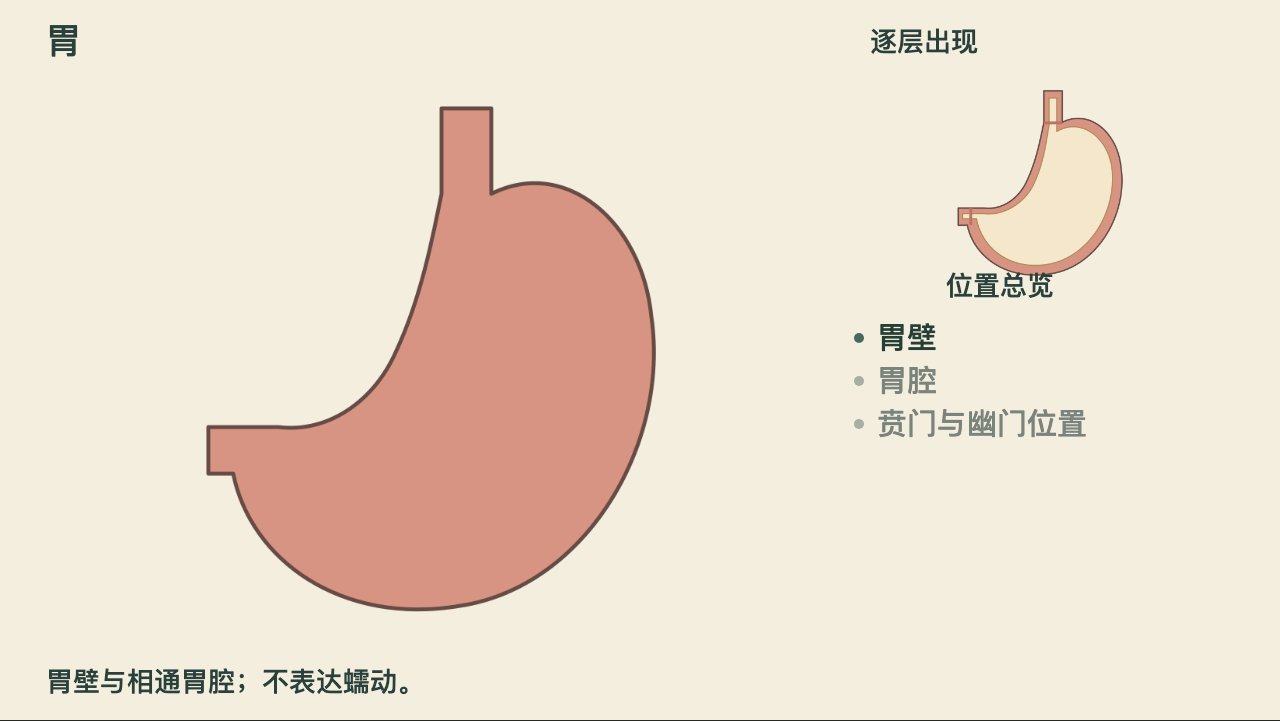 胃
逐层出现
位置总览
胃壁
胃腔
贲门与幽门位置
胃壁与相通胃腔；不表达蠕动。